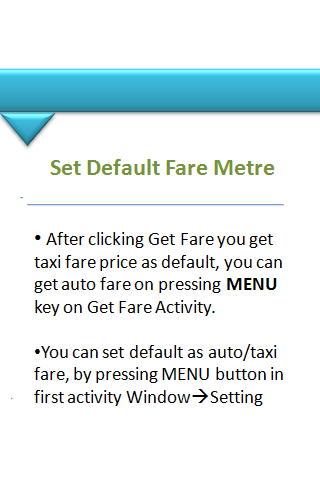 Set Default Fare Metre
• After clicking Get Fare you get
taxi fare price as default, you can
get auto fare on pressing MENU
key on Get Fare Activity.
•You can set default as auto/taxi
fare, by pressing MENU button in
first activity Window→Setting